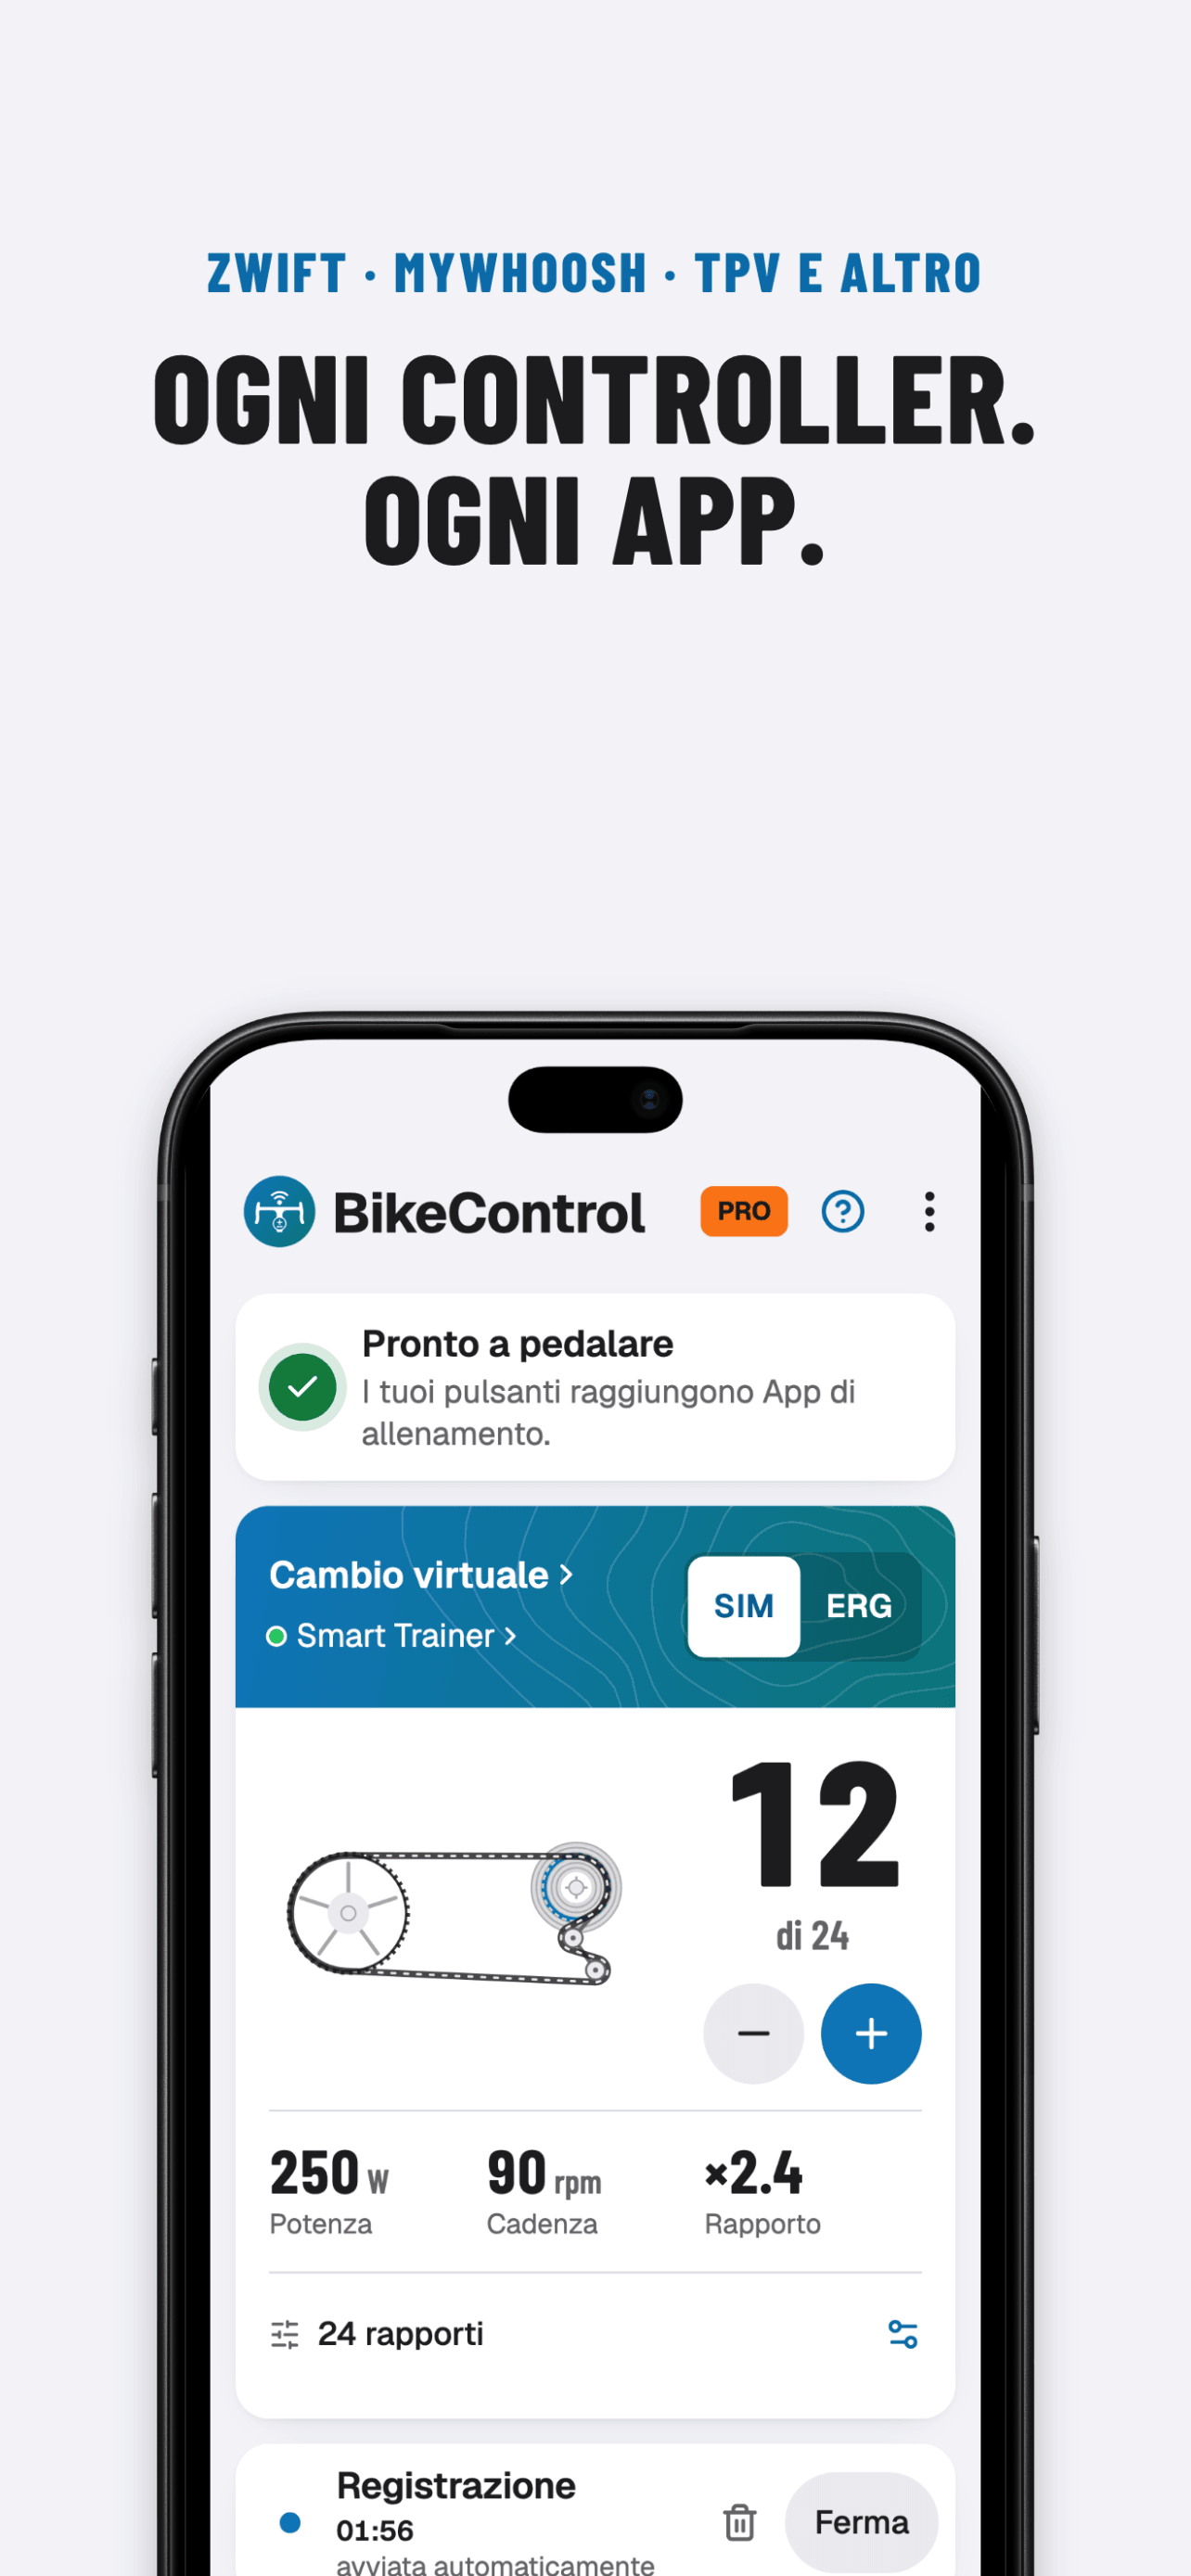 ZWIFT · MYWHOOSH · TPV E ALTRO
OGNI CONTROLLER.
OGNI APP.
BikeControl PRO
Pronto a pedalare
I tuoi pulsanti raggiungono App di
allenamento.
Cambio virtuale
Smart Trainer
SIM ERG
12
di 24
250 W
Potenza
90 rpm
Cadenza
×2.4
Rapporto
24 rapporti
Registrazione
01:56
avviata automaticamente
Ferma